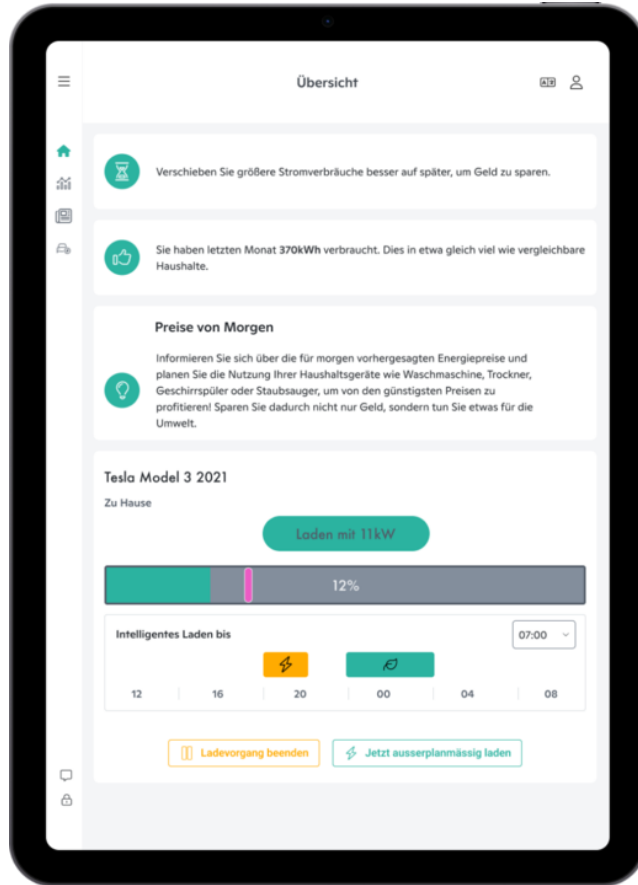 Übersicht
Verschieben Sie größere Stromverbräuche besser auf später, um Geld zu sparen.
Sie haben letzten Monat 370kWh verbraucht. Dies in etwa gleich viel wie vergleichbare
Haushalte.
Preise von Morgen
Informieren Sie sich über die für morgen vorhergesagten Energiepreise und
planen Sie die Nutzung Ihrer Haushaltsgeräte wie Waschmaschine, Trockner,
Geschirrspüler oder Staubsauger, um von den günstigsten Preisen zu
profitieren! Sparen Sie dadurch nicht nur Geld, sondern tun Sie etwas für die
Umwelt.
Tesla Model 3 2021
Zu Hause
Laden mit 11kW
12%
Intelligentes Laden bis 07:00
12 16 20 00 04 08
Ladevorgang beenden Jetzt ausserplanmässig laden